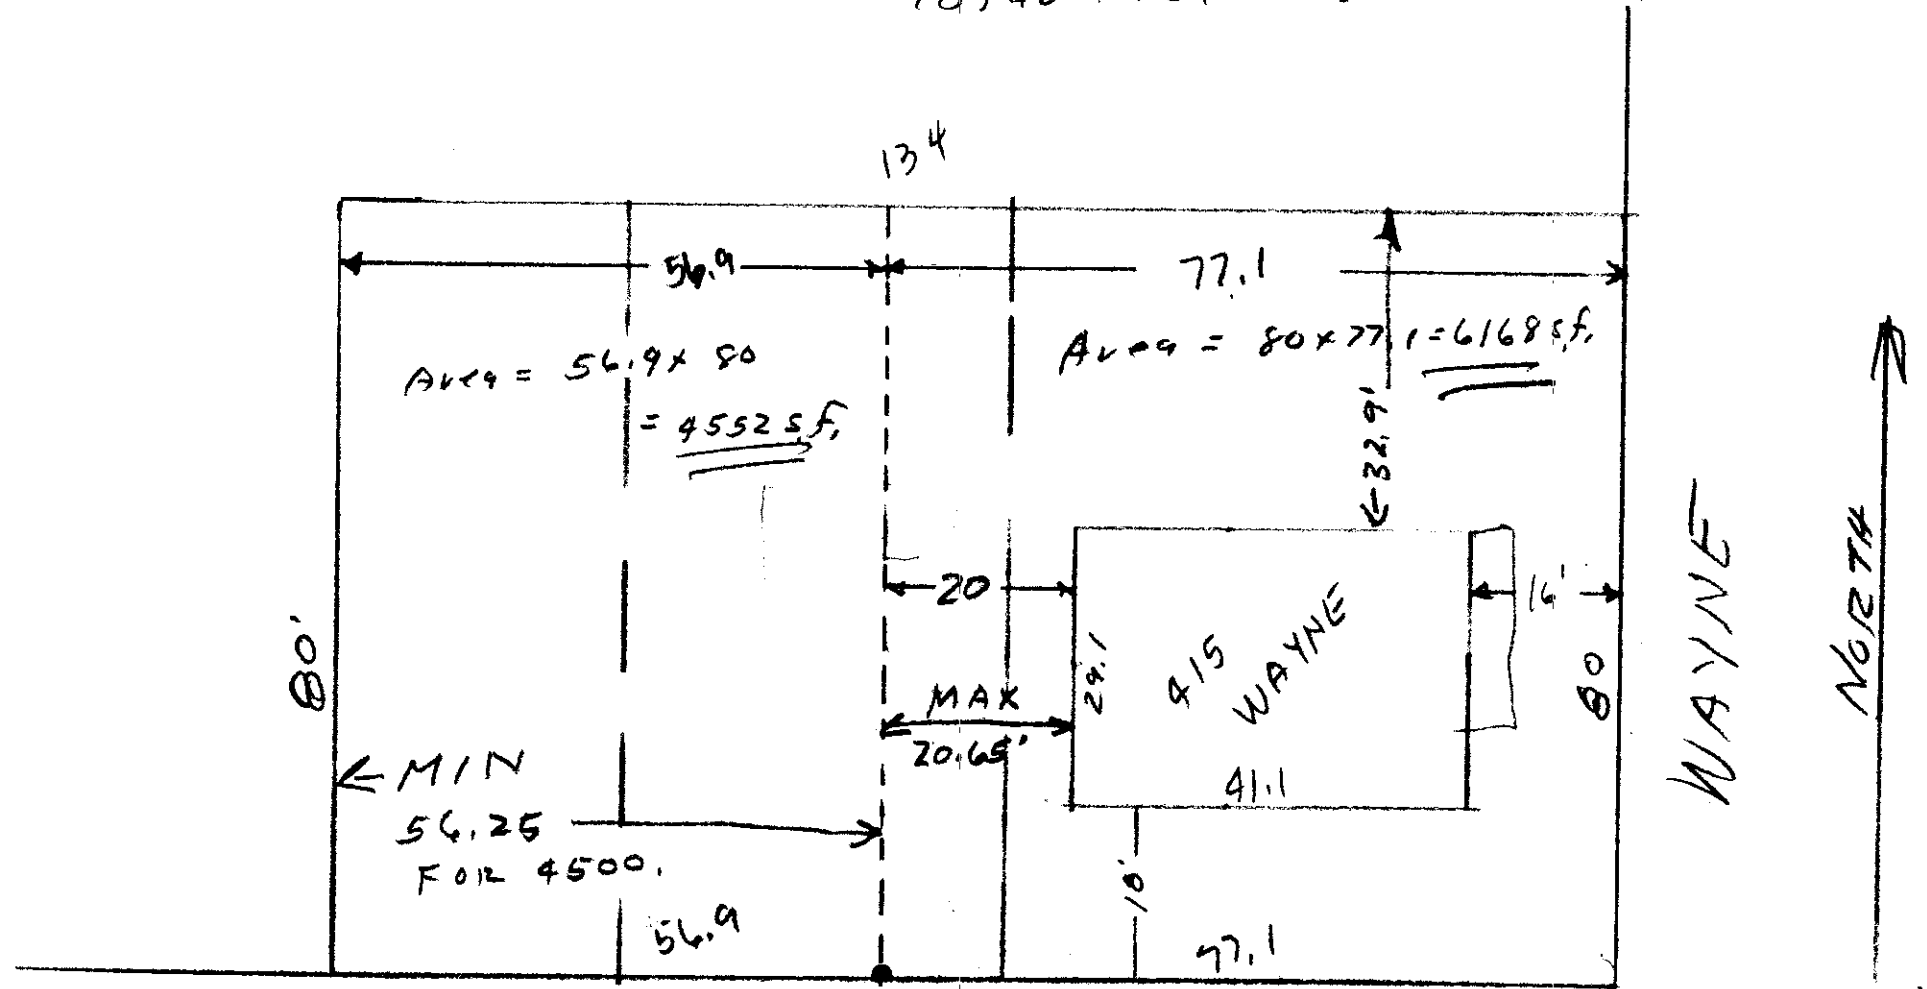 134
56.9
77.1
Area = 56.9 x 80
= 4552 s.f.
Area = 80 x 77.1 = 6168 s.f.
32.9'
20
16'
29.1
415
WAYNE
80'
80
WAYNE
NORTH
MAX
20.65'
MIN
56.25
FOR 4500.
41.1
18'
56.9
77.1